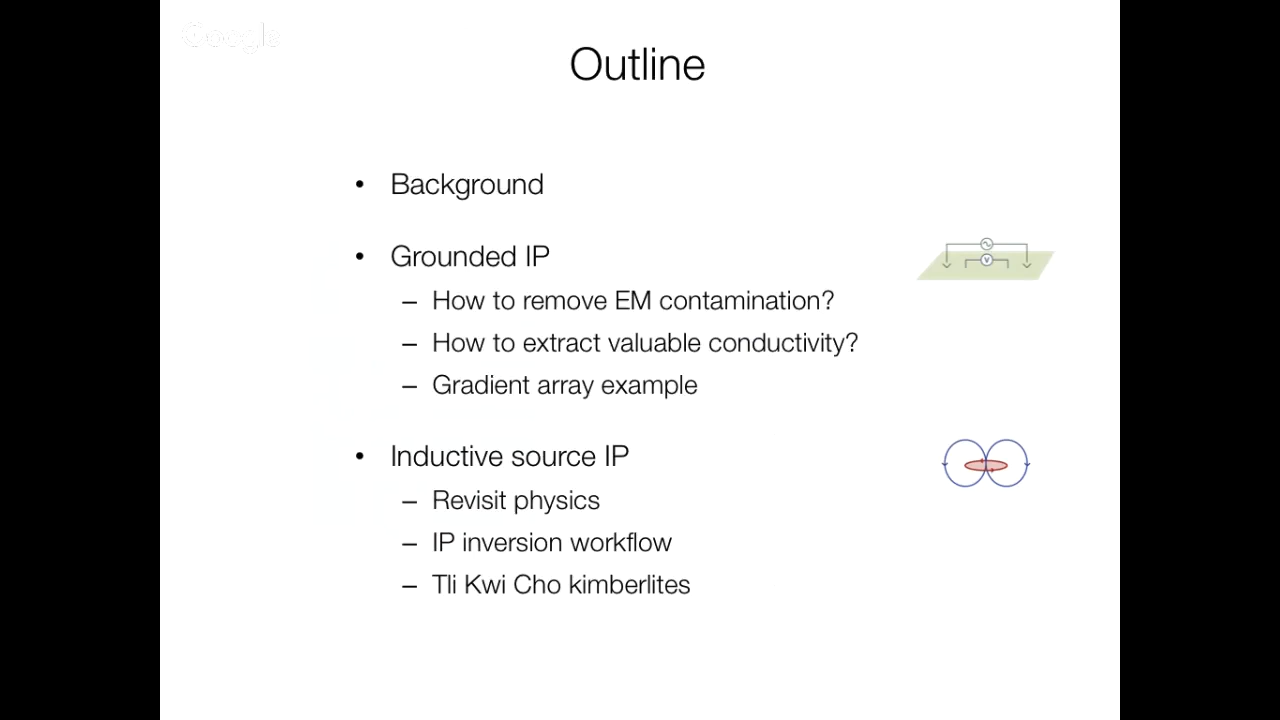 Google
Outline
• Background
• Grounded IP
– How to remove EM contamination?
– How to extract valuable conductivity?
– Gradient array example
V
• Inductive source IP
– Revisit physics
– IP inversion workflow
– Tli Kwi Cho kimberlites